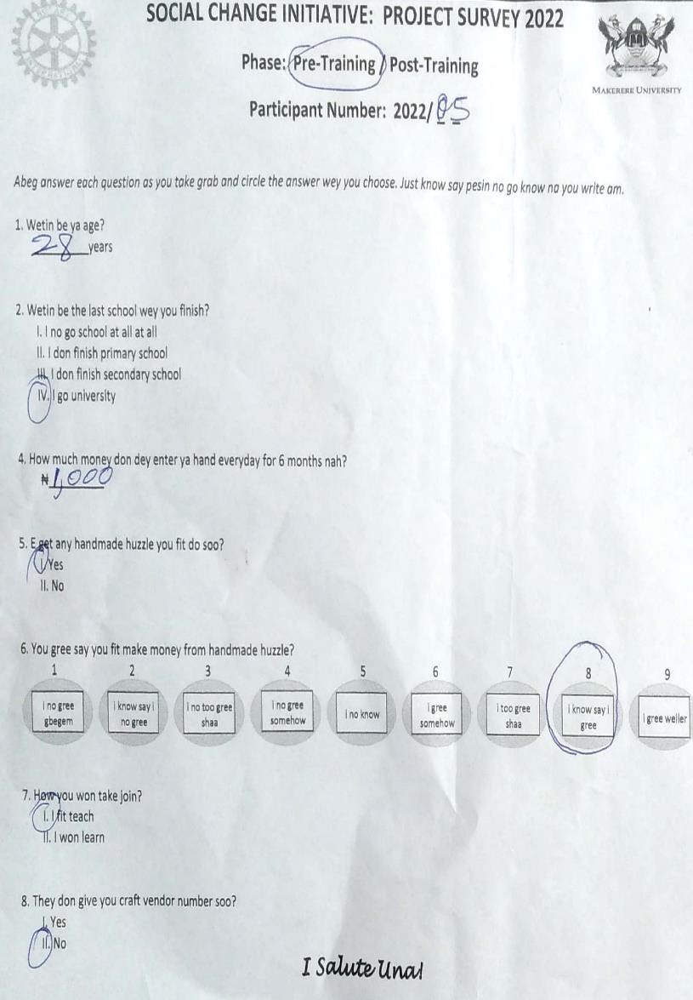 SOCIAL CHANGE INITIATIVE: PROJECT SURVEY 2022
Phase: Pre-Training / Post-Training
MAKERERE UNIVERSITY
Participant Number: 2022/05
Abeg answer each question as you take grab and circle the answer wey you choose. Just know say pesin no go know na you write am.
1. Wetin be ya age?
28 years
2. Wetin be the last school wey you finish?
I. I no go school at all at all
II. I don finish primary school
III. I don finish secondary school
IV. I go university
4. How much money don dey enter ya hand everyday for 6 months nah?
₦ 1,000
5. E get any handmade huzzle you fit do soo?
I. Yes
II. No
6. You gree say you fit make money from handmade huzzle?
1 2 3 4 5 6 7 8 9
i no gree gbegem
i know say i no gree
i no too gree shaa
i no gree somehow
i no know
i gree somehow
i too gree shaa
i know say i gree
i gree weller
7. How you won take join?
I. I fit teach
II. I won learn
8. They don give you craft vendor number soo?
I. Yes
II. No
I Salute Una!